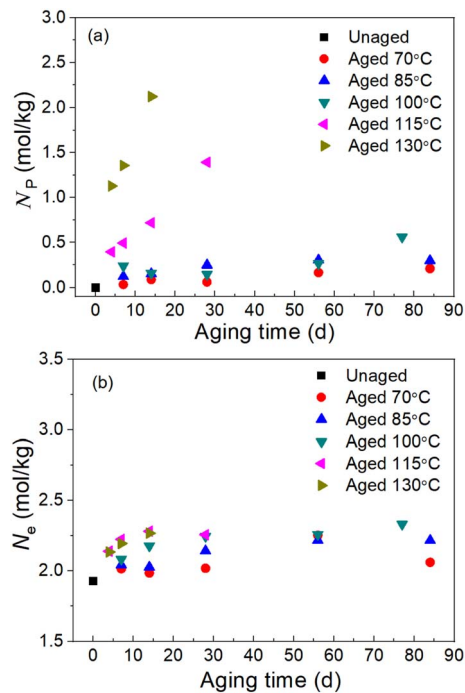 (a)
Unaged
Aged 70°C
Aged 85°C
Aged 100°C
Aged 115°C
Aged 130°C
N_P (mol/kg)
3.0
2.5
2.0
1.5
1.0
0.5
0.0
0 10 20 30 40 50 60 70 80 90
Aging time (d)
(b)
Unaged
Aged 70°C
Aged 85°C
Aged 100°C
Aged 115°C
Aged 130°C
N_e (mol/kg)
3.5
3.0
2.5
2.0
1.5
0 10 20 30 40 50 60 70 80 90
Aging time (d)